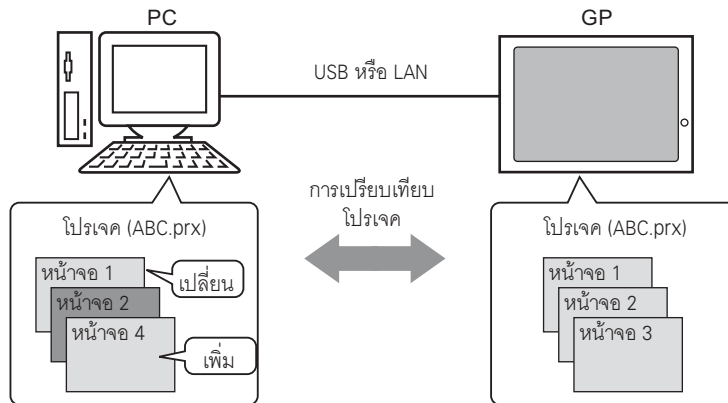 PC
GP
USB หรือ LAN
การเปรียบเทียบ
โปรเจค
โปรเจค (ABC.prx)
หน้าจอ 1
เปลี่ยน
หน้าจอ 2
หน้าจอ 4
เพิ่ม
โปรเจค (ABC.prx)
หน้าจอ 1
หน้าจอ 2
หน้าจอ 3